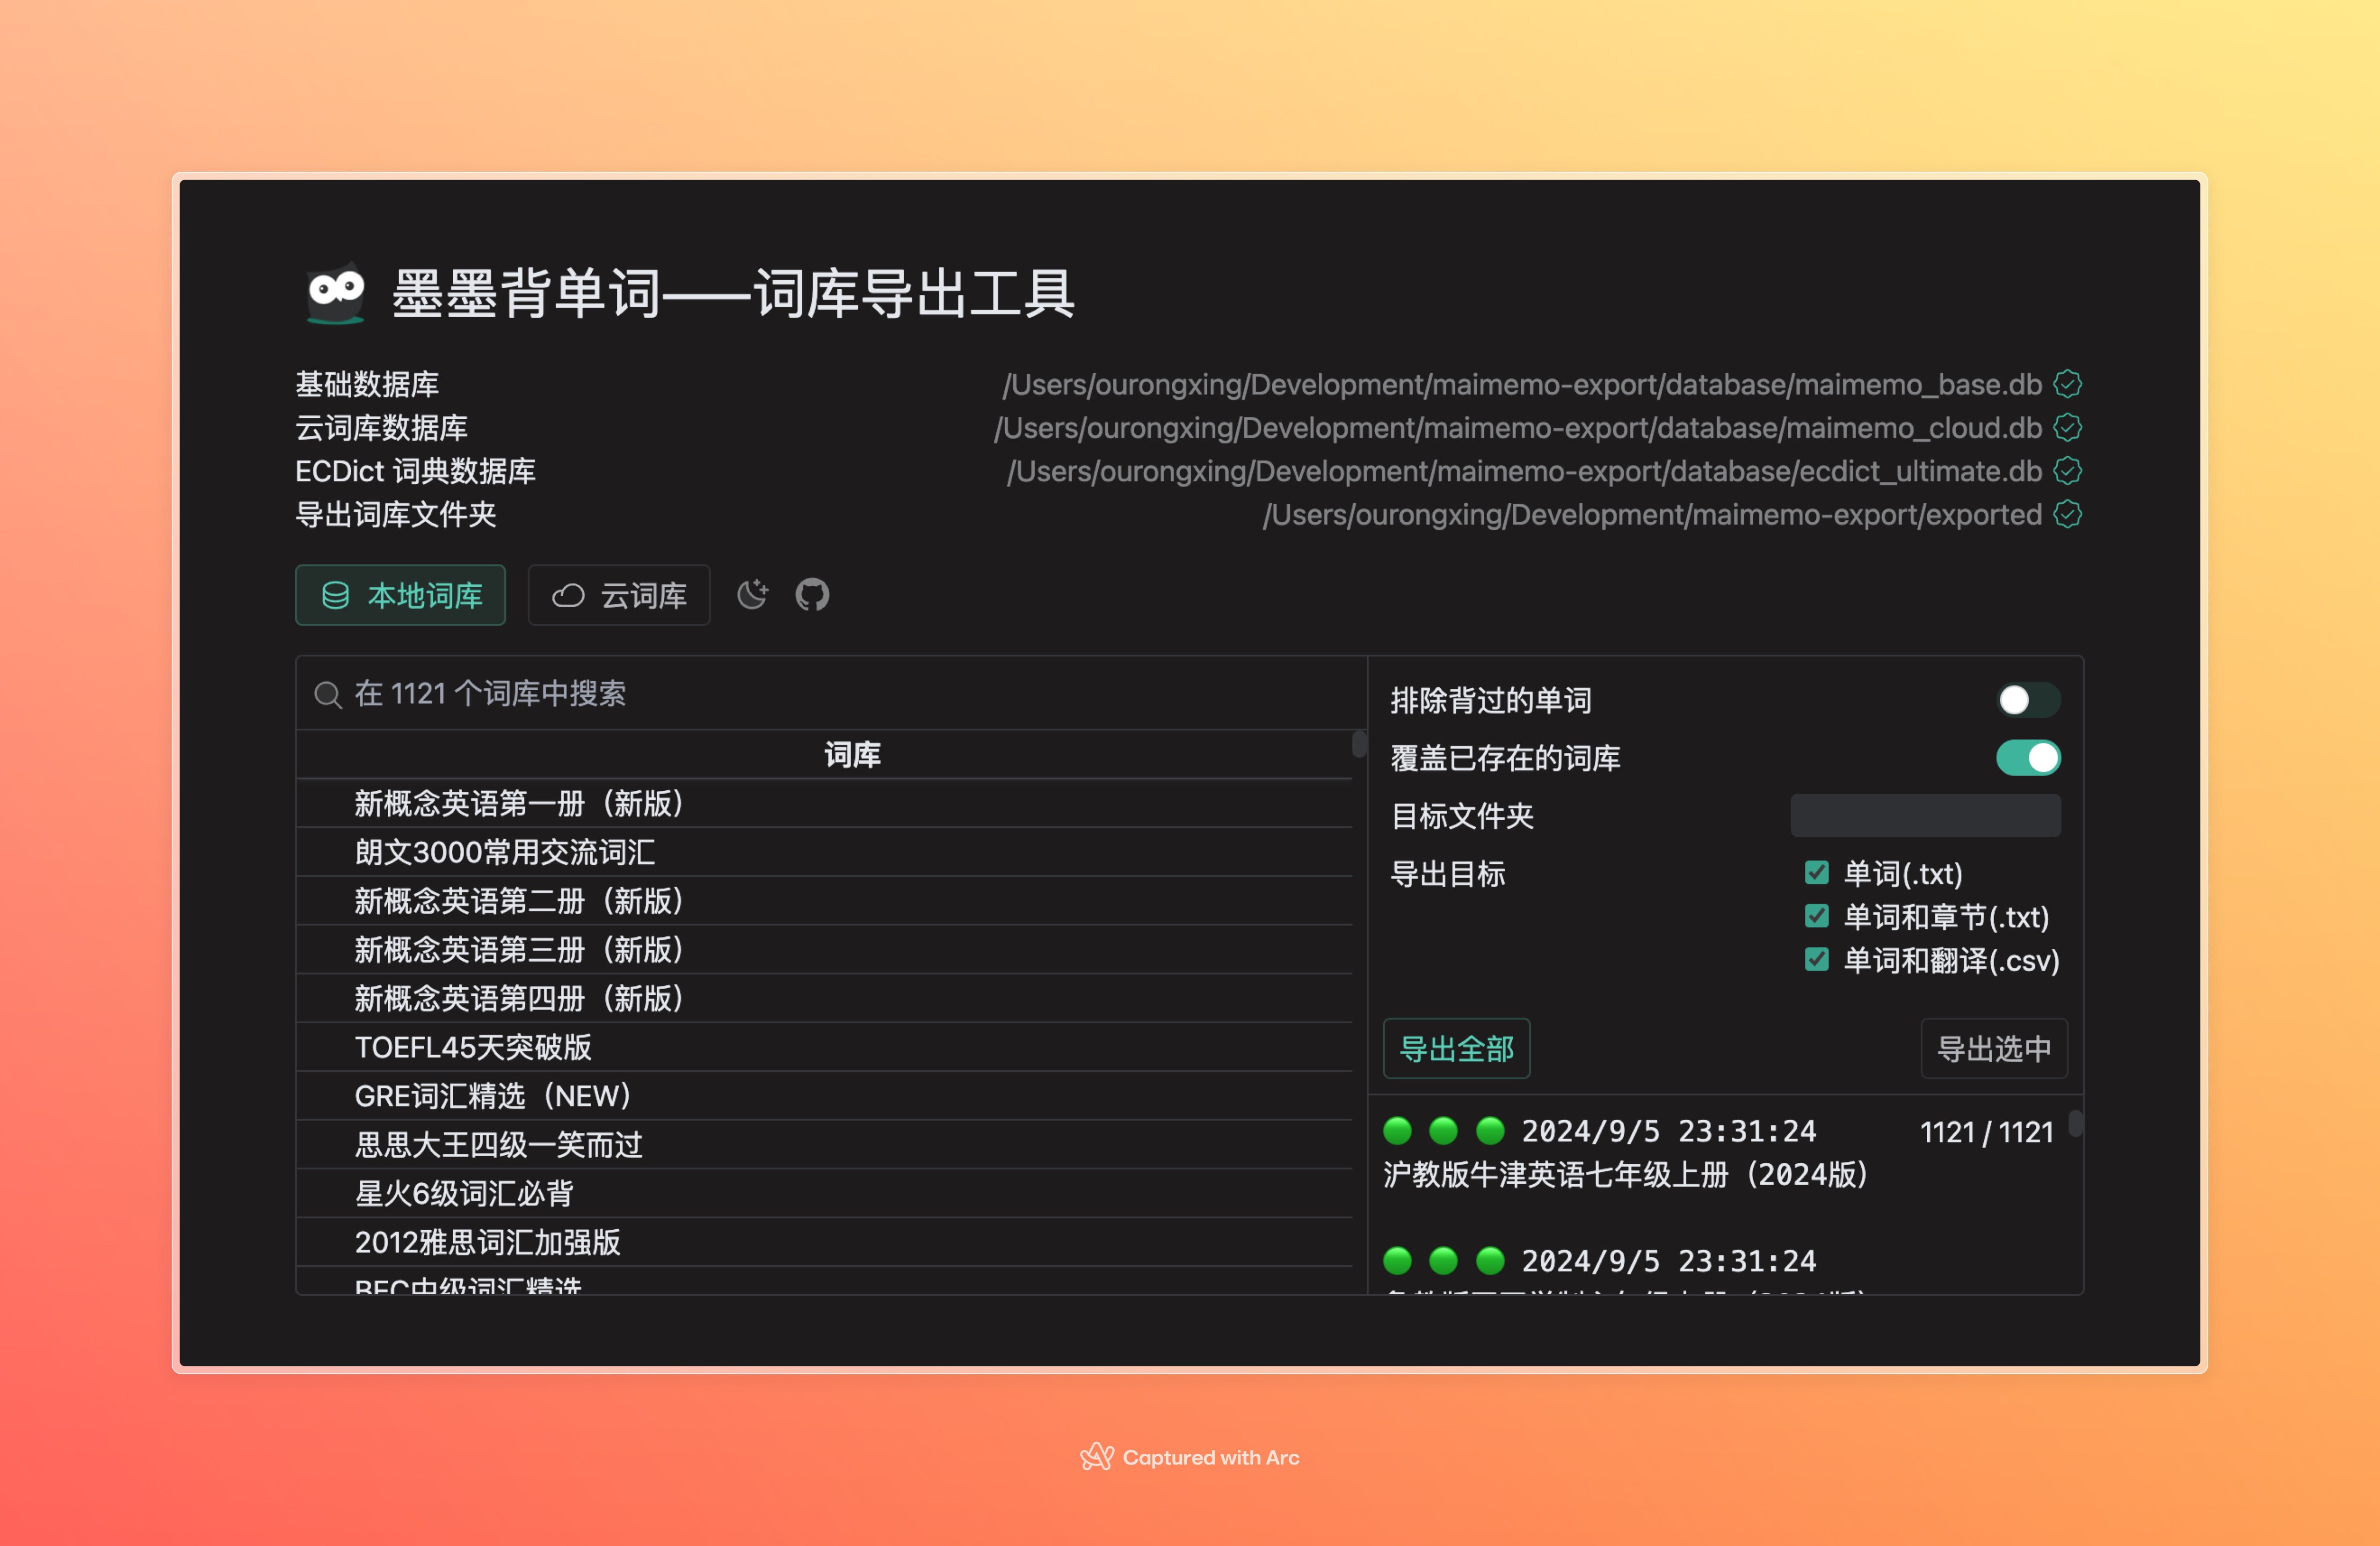 墨墨背单词——词库导出工具
基础数据库 /Users/ourongxing/Development/maimemo-export/database/maimemo_base.db
云词库数据库 /Users/ourongxing/Development/maimemo-export/database/maimemo_cloud.db
ECDict 词典数据库 /Users/ourongxing/Development/maimemo-export/database/ecdict_ultimate.db
导出词库文件夹 /Users/ourongxing/Development/maimemo-export/exported
本地词库 云词库
在 1121 个词库中搜索
词库
新概念英语第一册（新版）
朗文3000常用交流词汇
新概念英语第二册（新版）
新概念英语第三册（新版）
新概念英语第四册（新版）
TOEFL45天突破版
GRE词汇精选（NEW）
思思大王四级一笑而过
星火6级词汇必背
2012雅思词汇加强版
BEC中级词汇精选
排除背过的单词
覆盖已存在的词库
目标文件夹
导出目标
单词(.txt)
单词和章节(.txt)
单词和翻译(.csv)
导出全部 导出选中
2024/9/5 23:31:24 1121 / 1121
沪教版牛津英语七年级上册（2024版）
2024/9/5 23:31:24
Captured with Arc